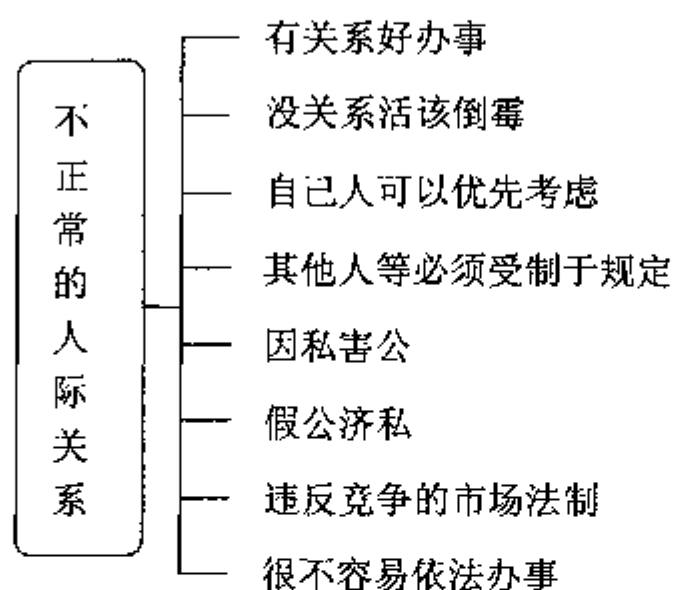 不正常的人际关系
有关系好办事
没关系活该倒霉
自己人可以优先考虑
其他人等必须受制于规定
因私害公
假公济私
违反竞争的市场法制
很不容易依法办事